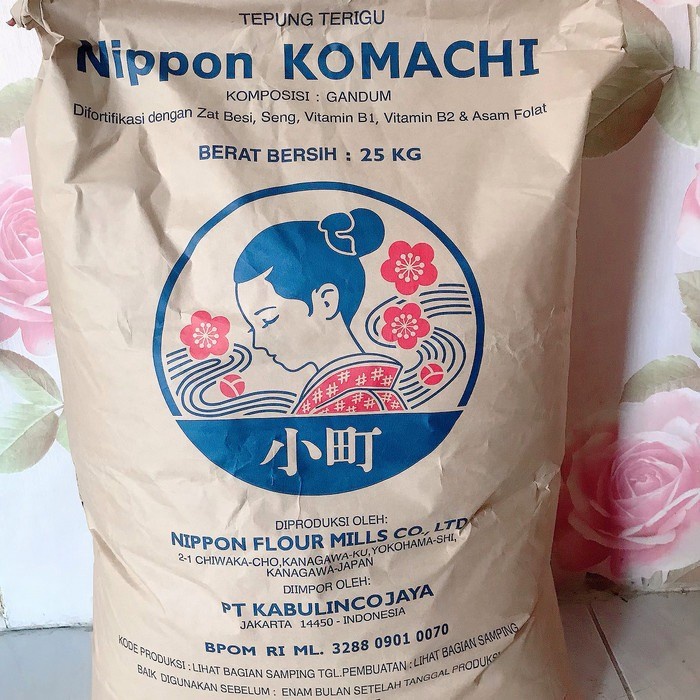 TEPUNG TERIGU
Nippon KOMACHI
KOMPOSISI : GANDUM
Difortifikasi dengan Zat Besi, Seng, Vitamin B1, Vitamin B2 & Asam Folat
BERAT BERSIH : 25 KG
小町
DIPRODUKSI OLEH:
NIPPON FLOUR MILLS CO., LTD
2-1 CHIWAKA-CHO,KANAGAWA-KU,YOKOHAMA-SHI,
KANAGAWA-JAPAN
DIIMPOR OLEH:
PT KABULINCO JAYA
JAKARTA 14450 - INDONESIA
BPOM RI ML. 3288 0901 0070
KODE PRODUKSI : LIHAT BAGIAN SAMPING TGL.PEMBUATAN : LIHAT BAGIAN SAMPING
BAIK DIGUNAKAN SEBELUM : ENAM BULAN SETELAH TANGGAL PRODUKSI